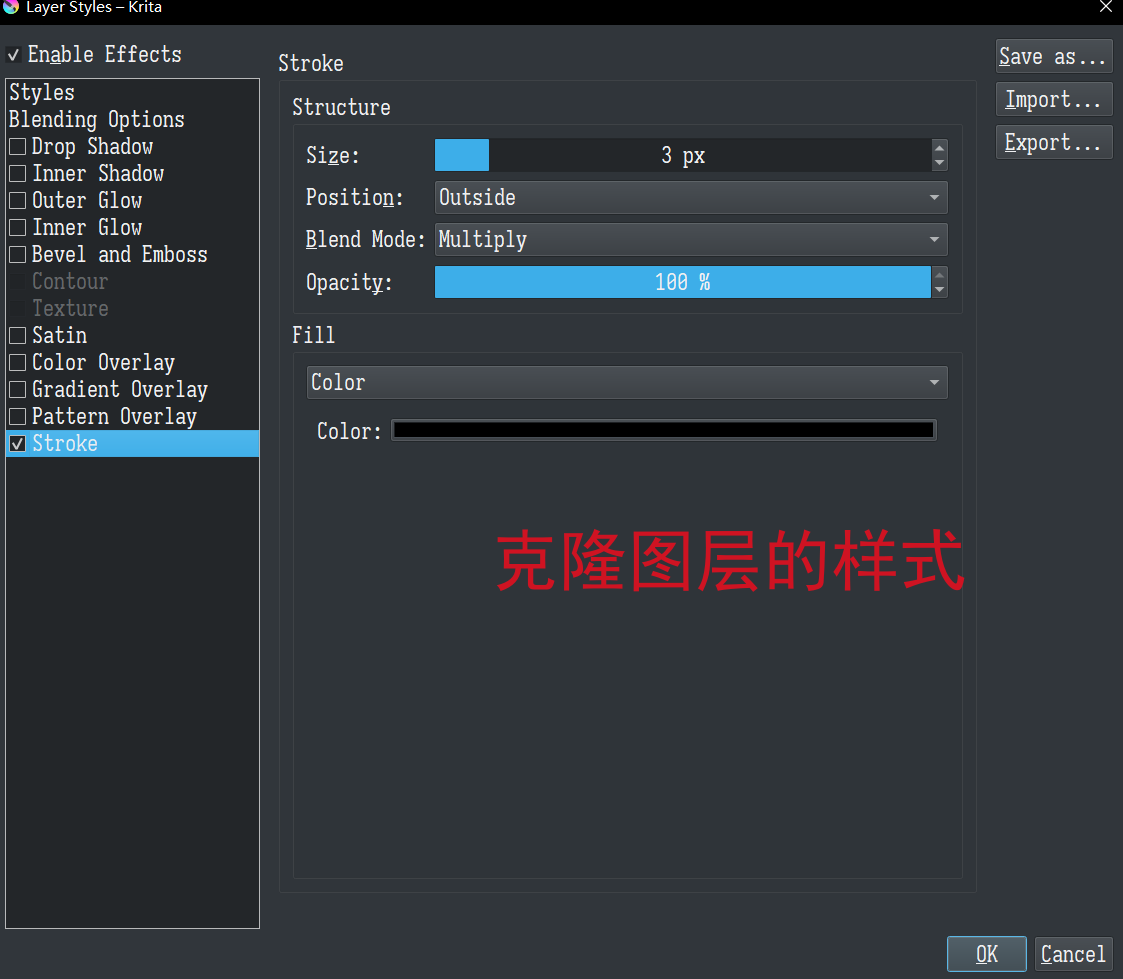 Layer Styles – Krita
Enable Effects
Styles
Blending Options
Drop Shadow
Inner Shadow
Outer Glow
Inner Glow
Bevel and Emboss
Contour
Texture
Satin
Color Overlay
Gradient Overlay
Pattern Overlay
Stroke
Stroke
Structure
Size: 3 px
Position: Outside
Blend Mode: Multiply
Opacity: 100 %
Fill
Color
Color:
克隆图层的样式
Save as...
Import...
Export...
OK
Cancel